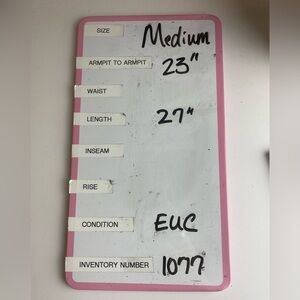 SIZE Medium
ARMPIT TO ARMPIT 23"
WAIST
LENGTH 27"
INSEAM
RISE
CONDITION EUC
INVENTORY NUMBER 1077